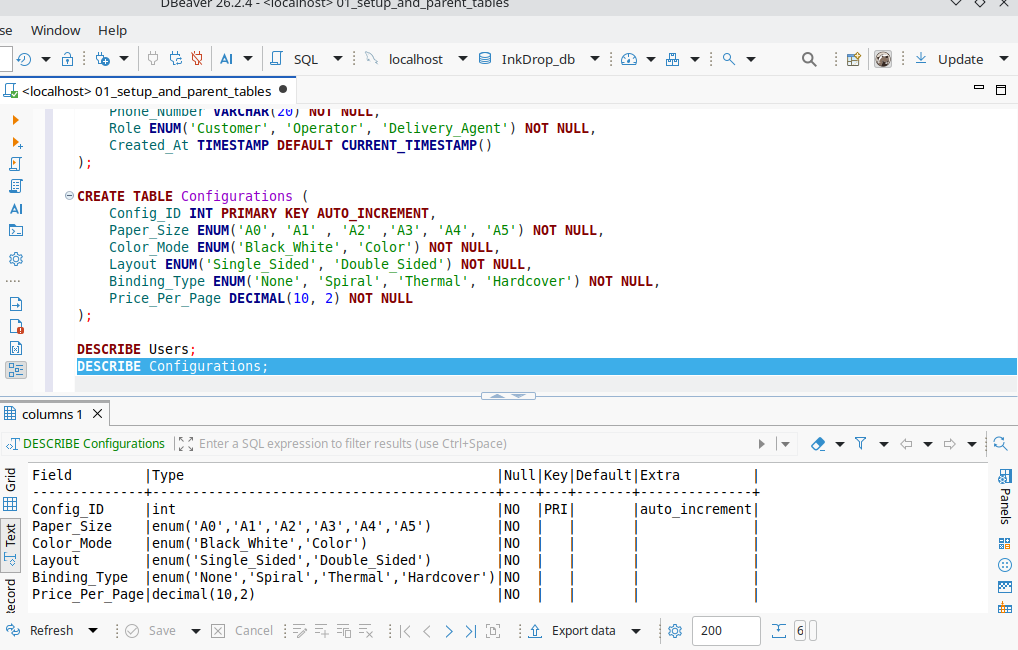 DBeaver 26.2.4 - <localhost> 01_setup_and_parent_tables
se Window Help
AI SQL localhost InkDrop_db Update
<localhost> 01_setup_and_parent_tables
Phone_Number VARCHAR(20) NOT NULL,
Role ENUM('Customer', 'Operator', 'Delivery_Agent') NOT NULL,
Created_At TIMESTAMP DEFAULT CURRENT_TIMESTAMP()
);
CREATE TABLE Configurations (
Config_ID INT PRIMARY KEY AUTO_INCREMENT,
Paper_Size ENUM('A0', 'A1' , 'A2' ,'A3', 'A4', 'A5') NOT NULL,
Color_Mode ENUM('Black_White', 'Color') NOT NULL,
Layout ENUM('Single_Sided', 'Double_Sided') NOT NULL,
Binding_Type ENUM('None', 'Spiral', 'Thermal', 'Hardcover') NOT NULL,
Price_Per_Page DECIMAL(10, 2) NOT NULL
);
DESCRIBE Users;
DESCRIBE Configurations;
AI
columns 1
DESCRIBE Configurations Enter a SQL expression to filter results (use Ctrl+Space)
Grid
Text
Record
Field |Type |Null|Key|Default|Extra |
--------------+-------------------------------------------+----+---+-------+--------------+
Config_ID |int |NO |PRI| |auto_increment|
Paper_Size |enum('A0','A1','A2','A3','A4','A5') |NO | | | |
Color_Mode |enum('Black_White','Color') |NO | | | |
Layout |enum('Single_Sided','Double_Sided') |NO | | | |
Binding_Type |enum('None','Spiral','Thermal','Hardcover')|NO | | | |
Price_Per_Page|decimal(10,2) |NO | | | |
Panels
Refresh Save Cancel Export data 200 6